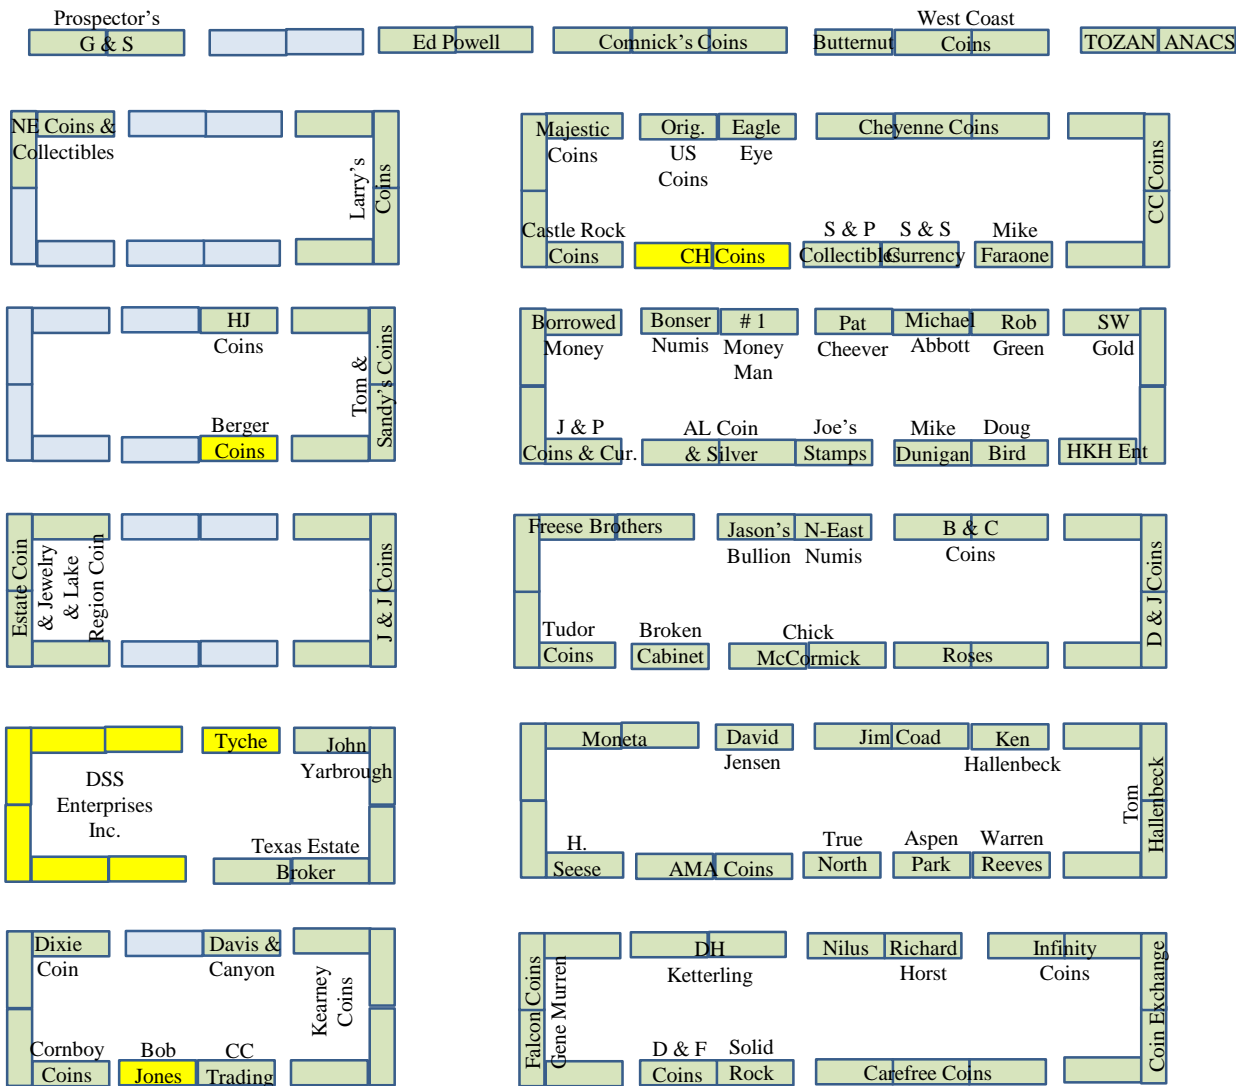 Prospector's
G & S
Ed Powell
Comnick's Coins
Butternut
West Coast
Coins
TOZAN
ANACS
NE Coins &
Collectibles
Larry's
Coins
Majestic
Coins
Orig.
US
Coins
Eagle
Eye
Cheyenne Coins
CC Coins
Castle Rock
Coins
CH Coins
S & P
Collectibles
S & S
Currency
Mike
Faraone
HJ
Coins
Tom &
Sandy's Coins
Berger
Coins
Borrowed
Money
Bonser
Numis
# 1
Money
Man
Pat
Cheever
Michael
Abbott
Rob
Green
SW
Gold
J & P
Coins & Cur.
AL Coin
& Silver
Joe's
Stamps
Mike
Dunigan
Doug
Bird
HKH Ent
Estate Coin
& Jewelry
& Lake
Region Coin
J & J Coins
Freese Brothers
Jason's
Bullion
N-East
Numis
B & C
Coins
D & J Coins
Tudor
Coins
Broken
Cabinet
Chick
McCormick
Roses
DSS
Enterprises
Inc.
Tyche
John
Yarbrough
Texas Estate
Broker
Moneta
David
Jensen
Jim Coad
Ken
Hallenbeck
Tom
Hallenbeck
H.
Seese
AMA Coins
True
North
Aspen
Park
Warren
Reeves
Dixie
Coin
Davis &
Canyon
Kearney
Coins
Cornboy
Coins
Bob
Jones
CC
Trading
Falcon Coins
Gene Murren
DH
Ketterling
Nilus
Richard
Horst
Infinity
Coins
Coin Exchange
D & F
Coins
Solid
Rock
Carefree Coins